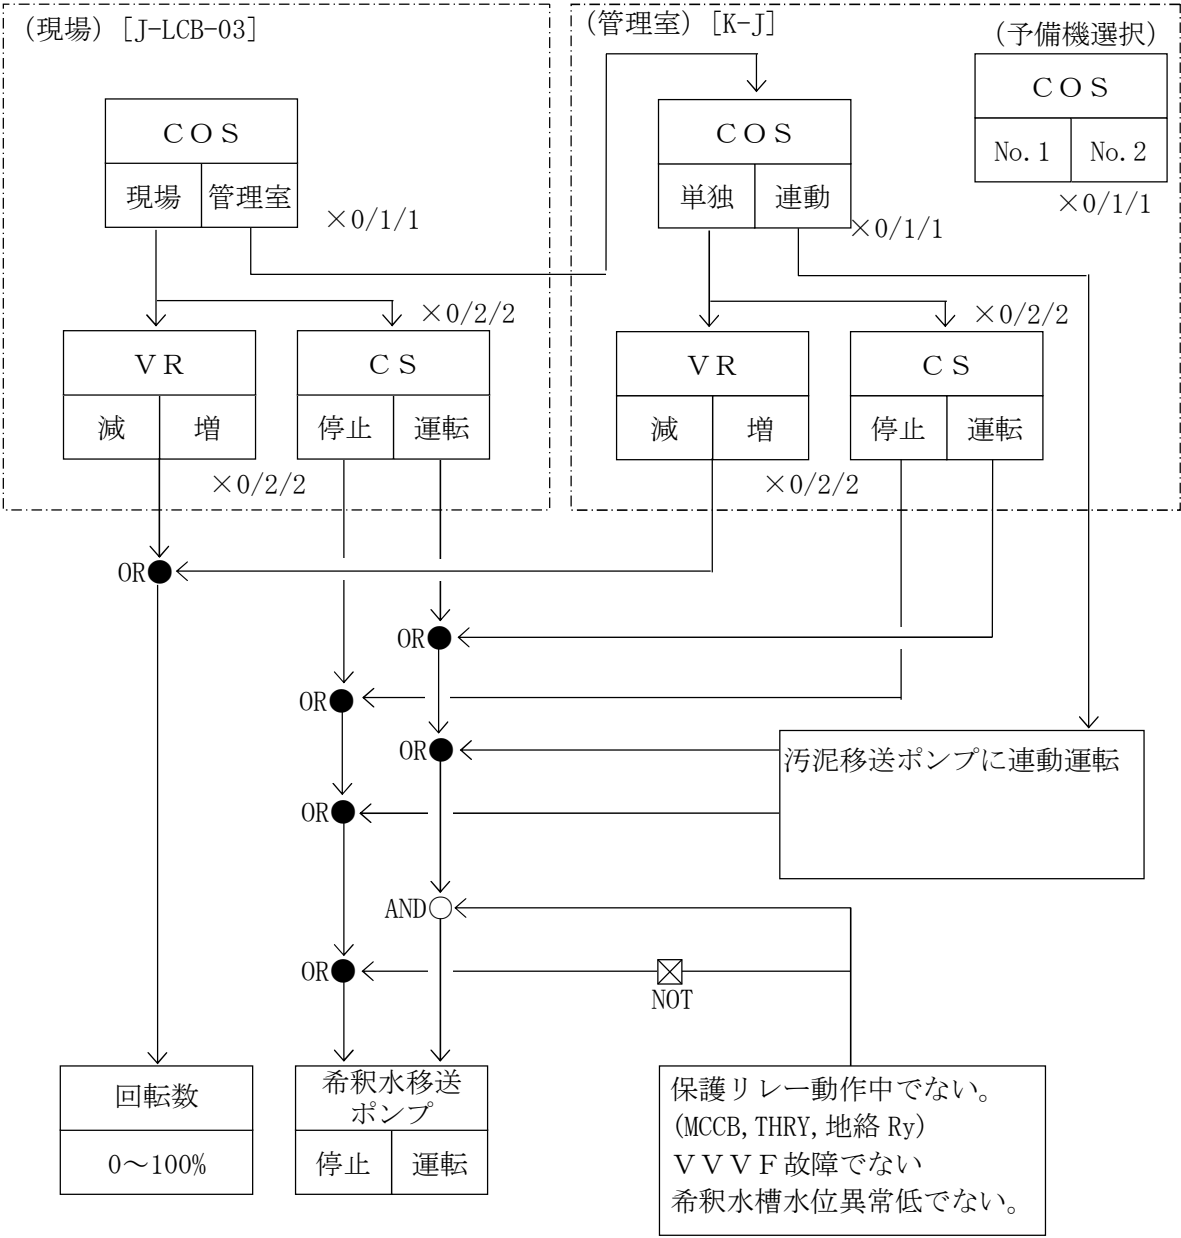 (現場) [J-LCB-03]
(管理室) [K-J]
(予備機選択)
ＣＯＳ
現場 管理室
×0/1/1
ＣＯＳ
単独 連動
×0/1/1
ＣＯＳ
No.1 No.2
×0/1/1
ＶＲ
減 増
×0/2/2
ＣＳ
停止 運転
×0/2/2
ＶＲ
減 増
×0/2/2
ＣＳ
停止 運転
×0/2/2
OR
OR
OR
OR
汚泥移送ポンプに連動運転
OR
AND
OR
NOT
回転数
0～100%
希釈水移送
ポンプ
停止 運転
保護リレー動作中でない。
(MCCB,THRY,地絡 Ry)
ＶＶＶＦ故障でない
希釈水槽水位異常低でない。